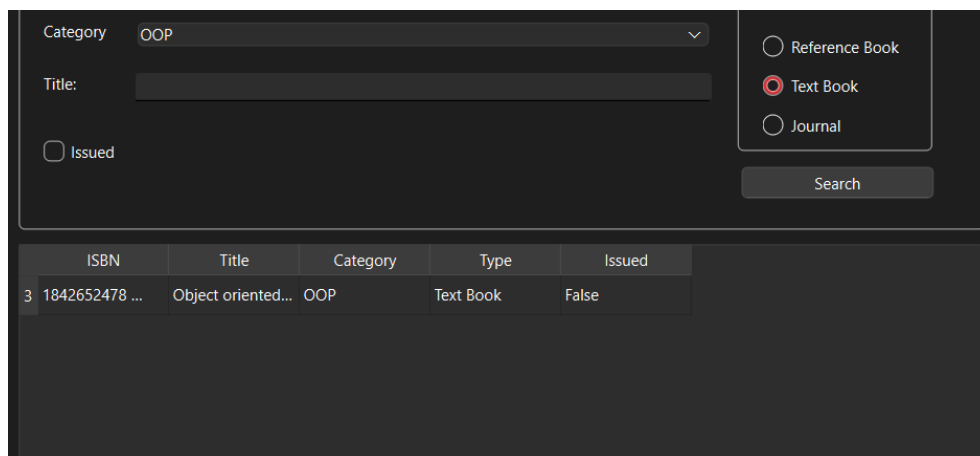 Category OOP
Reference Book
Title:
Text Book
Journal
Issued
Search
ISBN Title Category Type Issued
3 1842652478 ... Object oriented... OOP Text Book False